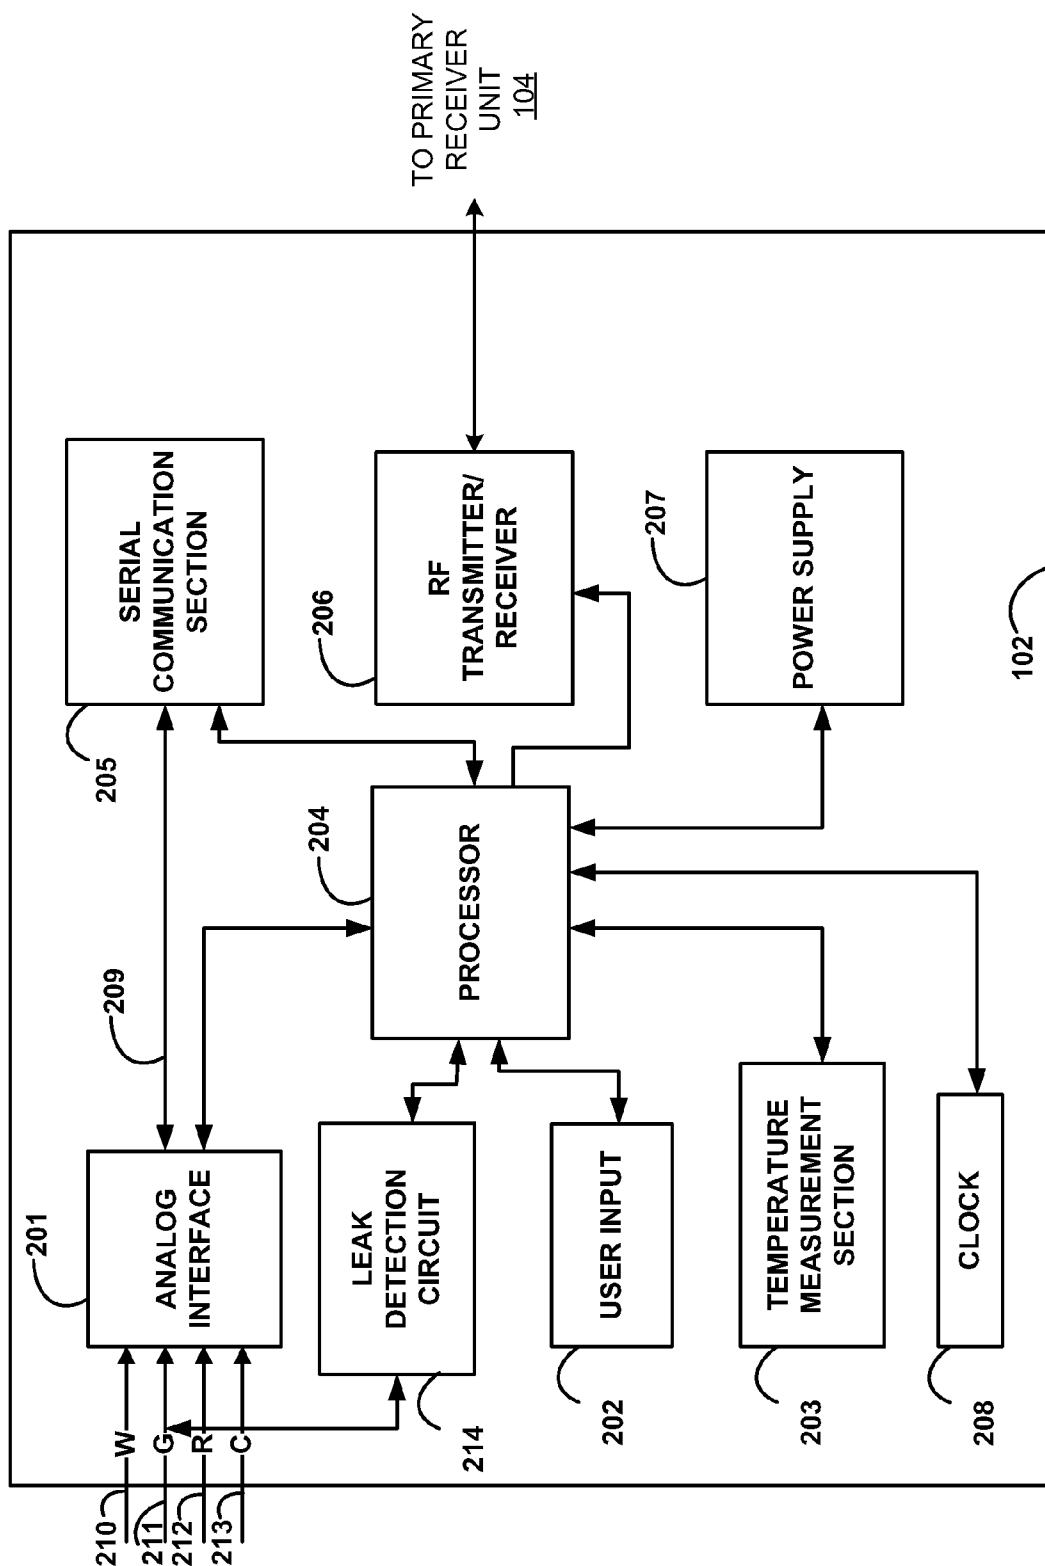 210
W
211
G
212
R
213
C
201
ANALOG
INTERFACE
209
SERIAL
COMMUNICATION
SECTION
205
LEAK
DETECTION
CIRCUIT
214
204
PROCESSOR
206
RF
TRANSMITTER/
RECEIVER
TO PRIMARY
RECEIVER
UNIT
104
USER INPUT
202
207
POWER SUPPLY
TEMPERATURE
MEASUREMENT
SECTION
203
CLOCK
208
102